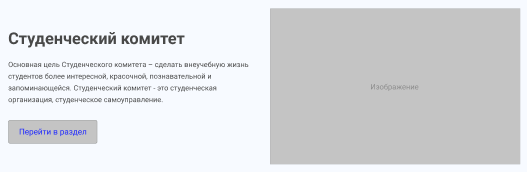 Студенческий комитет
Основная цель Студенческого комитета – сделать внеучебную жизнь
студентов более интересной, красочной, познавательной и
запоминающейся. Студенческий комитет - это студенческая
организация, студенческое самоуправление.
Перейти в раздел
Изображение